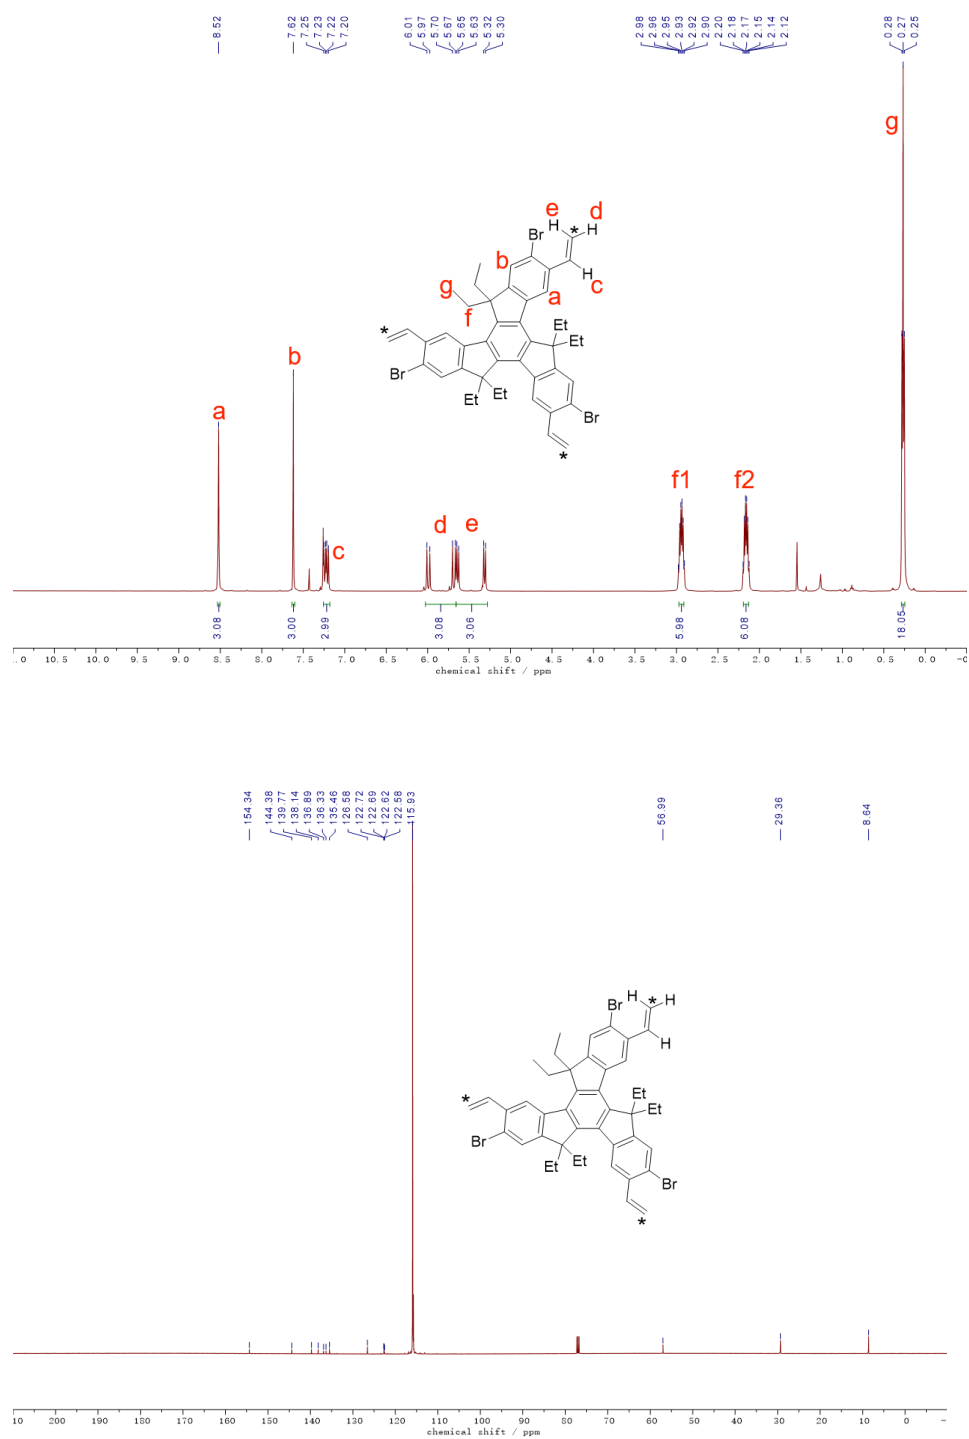 8.52 7.62 7.25 7.23 7.22 7.20 6.01 5.97 5.70 5.67 5.65 5.63 5.32 5.30 2.98 2.96 2.95 2.93 2.92 2.90 2.20 2.18 2.17 2.15 2.14 2.12 0.28 0.27 0.25
g
e d
H * H
Br
b
H
g a c
f
Et
* Et
b
Br
a Et Et Br
*
f1 f2
d e
c
3.08 3.00 2.99 3.08 3.06 5.98 6.08 18.05
.0 10.5 10.0 9.5 9.0 8.5 8.0 7.5 7.0 6.5 6.0 5.5 5.0 4.5 4.0 3.5 3.0 2.5 2.0 1.5 1.0 0.5 0.0 -0
chemical shift / ppm
154.34 144.38 139.77 138.14 136.89 136.33 135.46 126.58 122.72 122.69 122.62 122.58 115.93 56.99 29.36 8.64
H * H
Br
H
Et
* Et
Br
Et Et
Br
*
10 200 190 180 170 160 150 140 130 120 110 100 90 80 70 60 50 40 30 20 10 0 -
chemical shift / ppm